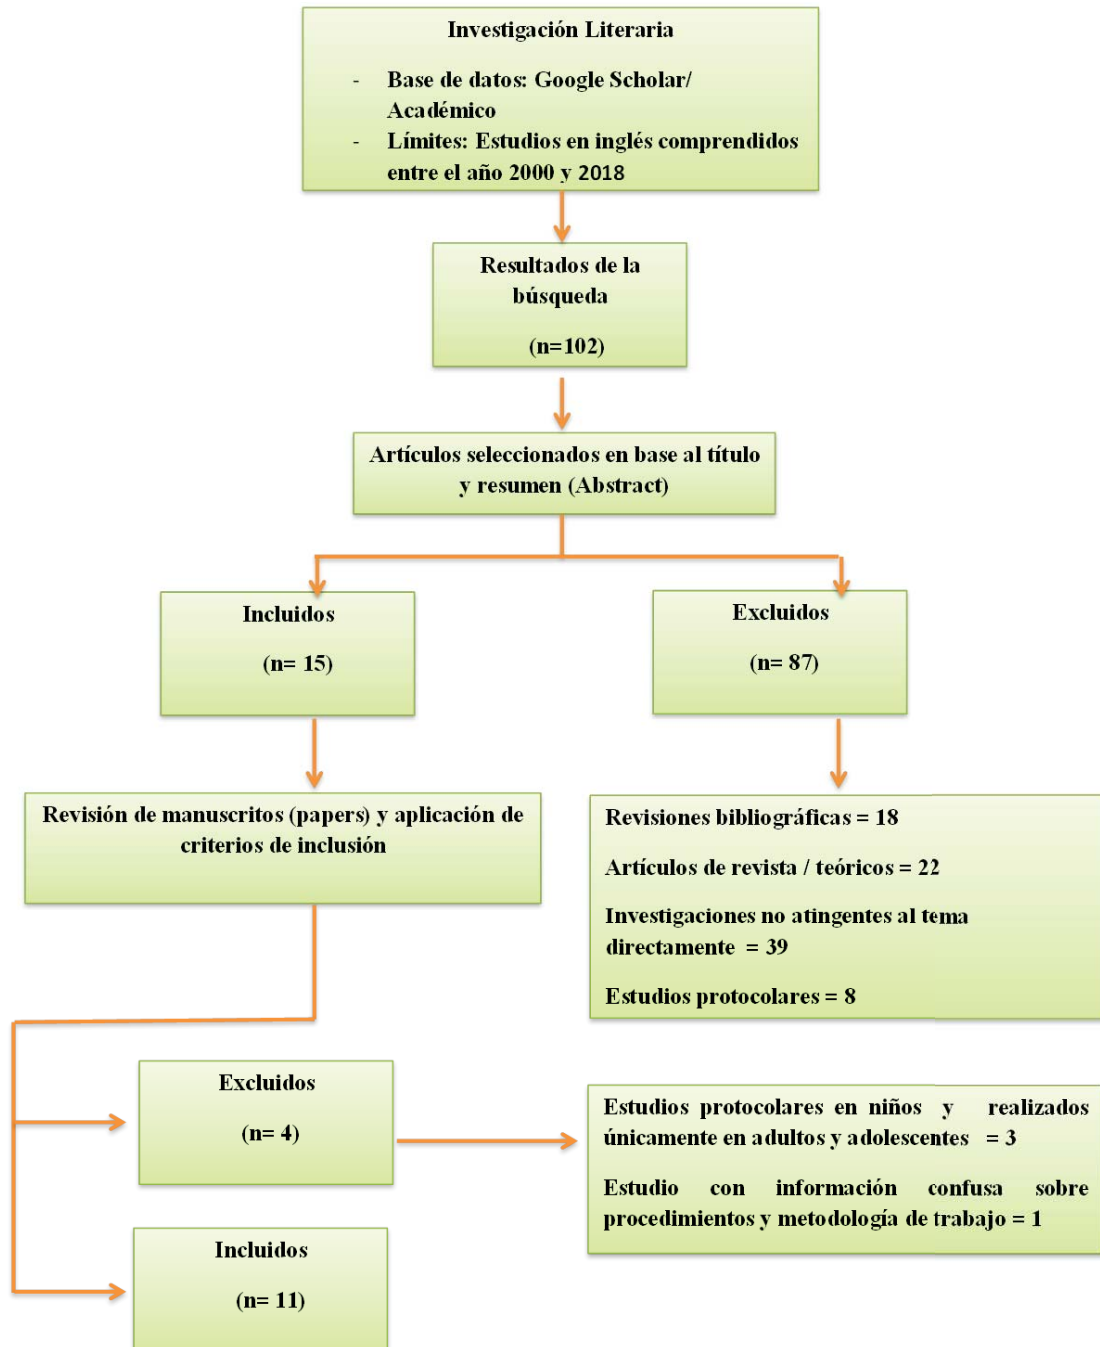 Investigación Literaria
- Base de datos: Google Scholar/
Académico
- Límites: Estudios en inglés comprendidos
entre el año 2000 y 2018
Resultados de la
búsqueda
(n=102)
Artículos seleccionados en base al título
y resumen (Abstract)
Incluidos
(n= 15)
Excluidos
(n= 87)
Revisión de manuscritos (papers) y aplicación de
criterios de inclusión
Revisiones bibliográficas = 18
Artículos de revista / teóricos = 22
Investigaciones no atingentes al tema
directamente = 39
Estudios protocolares = 8
Excluidos
(n= 4)
Estudios protocolares en niños y realizados
únicamente en adultos y adolescentes = 3
Estudio con información confusa sobre
procedimientos y metodología de trabajo = 1
Incluidos
(n= 11)